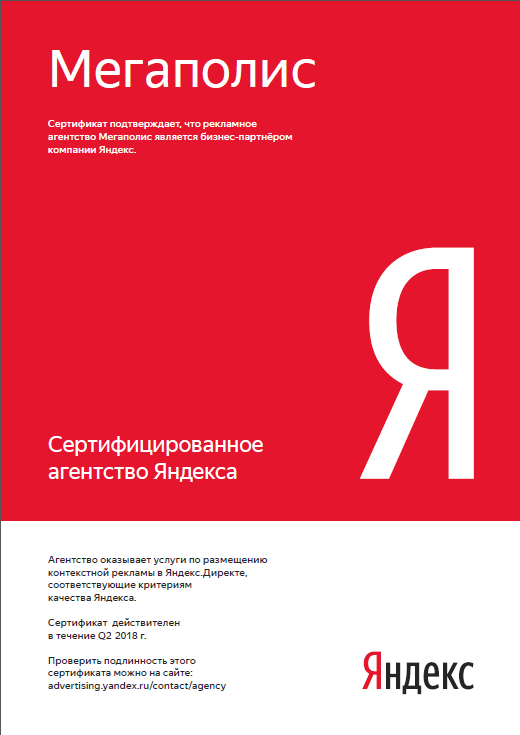 Мегаполис
Сертификат подтверждает, что рекламное
агентство Мегаполис является бизнес-партнёром
компании Яндекс.
Я
Сертифицированное
агентство Яндекса
Агентство оказывает услуги по размещению
контекстной рекламы в Яндекс.Директе,
соответствующие критериям
качества Яндекса.
Сертификат действителен
в течение Q2 2018 г.
Проверить подлинность этого
сертификата можно на сайте:
advertising.yandex.ru/contact/agency
Яндекс